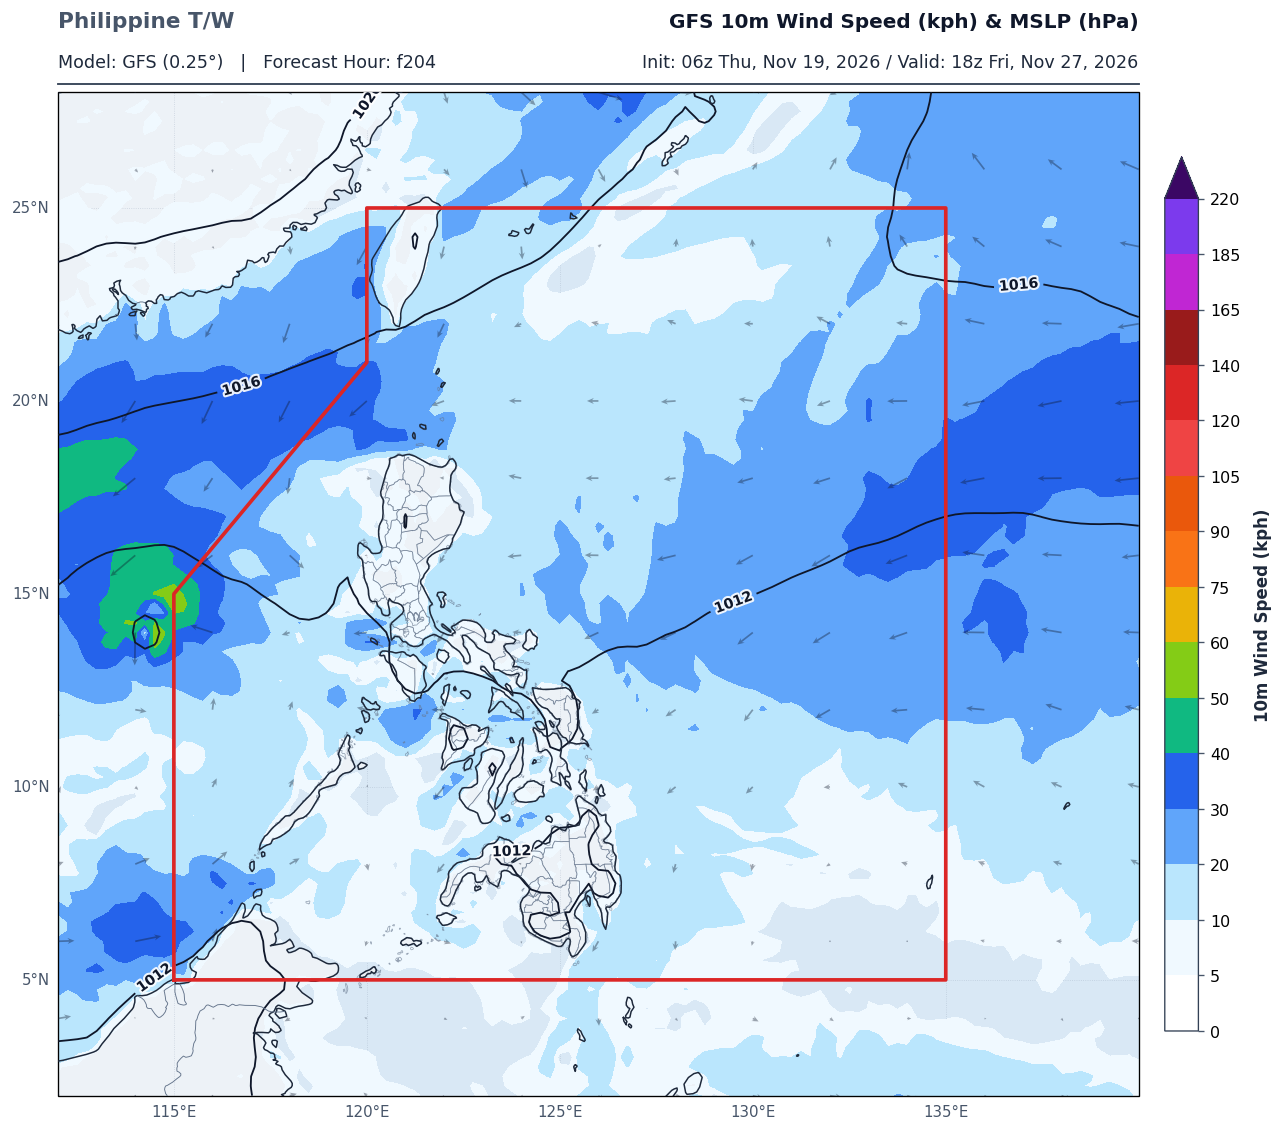 Philippine T/W
GFS 10m Wind Speed (kph) & MSLP (hPa)
Model: GFS (0.25°) | Forecast Hour: f204
Init: 06z Thu, Nov 19, 2026 / Valid: 18z Fri, Nov 27, 2026
102
1016
1016
1012
1012
1012
25°N
20°N
15°N
10°N
5°N
115°E
120°E
125°E
130°E
135°E
220
185
165
140
120
105
90
75
60
50
40
30
20
10
5
0
10m Wind Speed (kph)